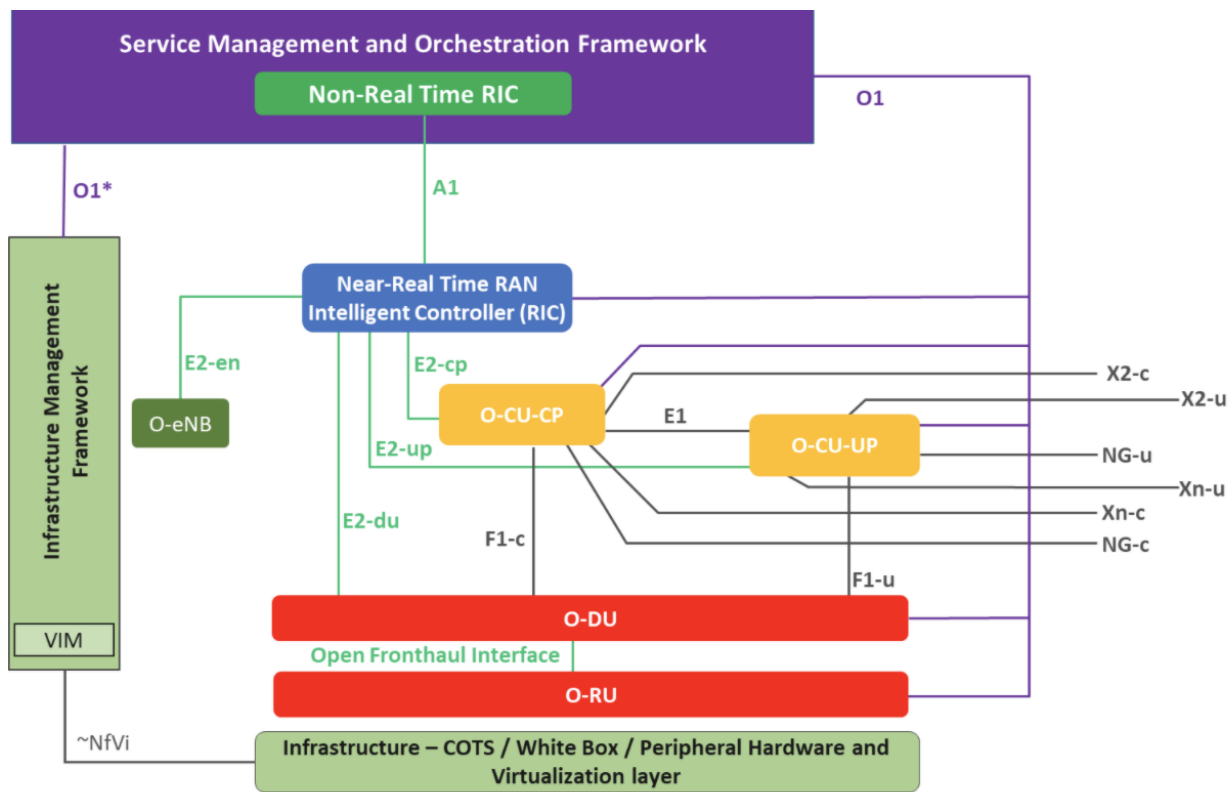 Service Management and Orchestration Framework
Non-Real Time RIC
O1
O1*
A1
Near-Real Time RAN
Intelligent Controller (RIC)
Infrastructure Management
Framework
E2-en
E2-cp
X2-c
O-CU-CP
X2-u
O-eNB
E1
E2-up
O-CU-UP
NG-u
Xn-u
E2-du
Xn-c
F1-c
NG-c
F1-u
O-DU
VIM
Open Fronthaul Interface
O-RU
~NfVi
Infrastructure – COTS / White Box / Peripheral Hardware and
Virtualization layer